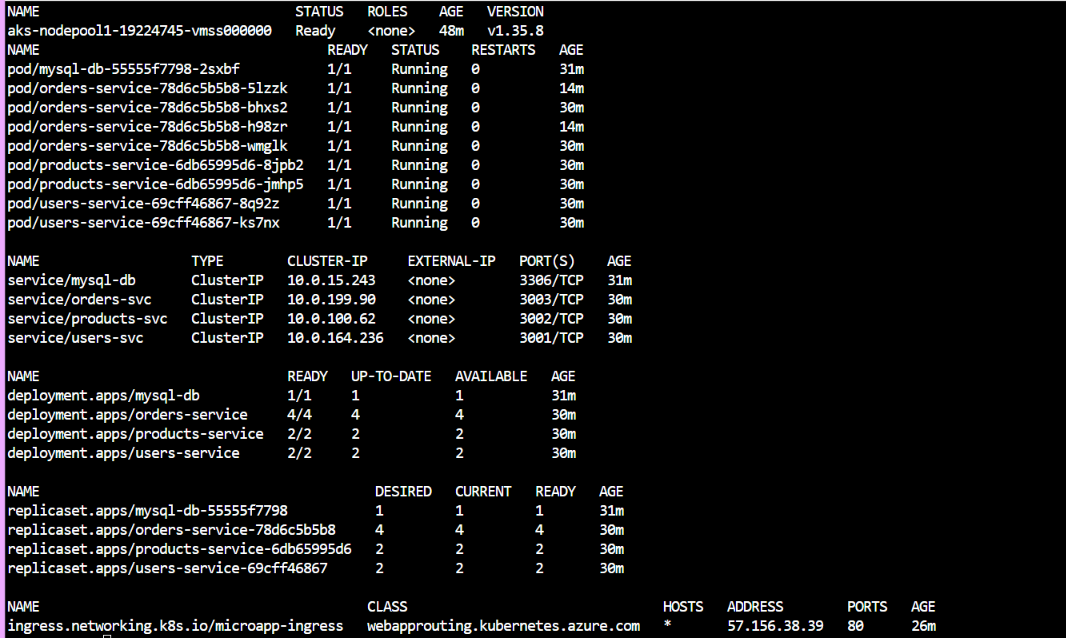 NAME STATUS ROLES AGE VERSION
aks-nodepool1-19224745-vmss000000 Ready <none> 48m v1.35.8
NAME READY STATUS RESTARTS AGE
pod/mysql-db-55555f7798-2sxbf 1/1 Running 0 31m
pod/orders-service-78d6c5b5b8-5lzzk 1/1 Running 0 14m
pod/orders-service-78d6c5b5b8-bhxs2 1/1 Running 0 30m
pod/orders-service-78d6c5b5b8-h98zr 1/1 Running 0 14m
pod/orders-service-78d6c5b5b8-wmglk 1/1 Running 0 30m
pod/products-service-6db65995d6-8jpb2 1/1 Running 0 30m
pod/products-service-6db65995d6-jmhp5 1/1 Running 0 30m
pod/users-service-69cff46867-8q92z 1/1 Running 0 30m
pod/users-service-69cff46867-ks7nx 1/1 Running 0 30m
NAME TYPE CLUSTER-IP EXTERNAL-IP PORT(S) AGE
service/mysql-db ClusterIP 10.0.15.243 <none> 3306/TCP 31m
service/orders-svc ClusterIP 10.0.199.90 <none> 3003/TCP 30m
service/products-svc ClusterIP 10.0.100.62 <none> 3002/TCP 30m
service/users-svc ClusterIP 10.0.164.236 <none> 3001/TCP 30m
NAME READY UP-TO-DATE AVAILABLE AGE
deployment.apps/mysql-db 1/1 1 1 31m
deployment.apps/orders-service 4/4 4 4 30m
deployment.apps/products-service 2/2 2 2 30m
deployment.apps/users-service 2/2 2 2 30m
NAME DESIRED CURRENT READY AGE
replicaset.apps/mysql-db-55555f7798 1 1 1 31m
replicaset.apps/orders-service-78d6c5b5b8 4 4 4 30m
replicaset.apps/products-service-6db65995d6 2 2 2 30m
replicaset.apps/users-service-69cff46867 2 2 2 30m
NAME CLASS HOSTS ADDRESS PORTS AGE
ingress.networking.k8s.io/microapp-ingress webapprouting.kubernetes.azure.com * 57.156.38.39 80 26m